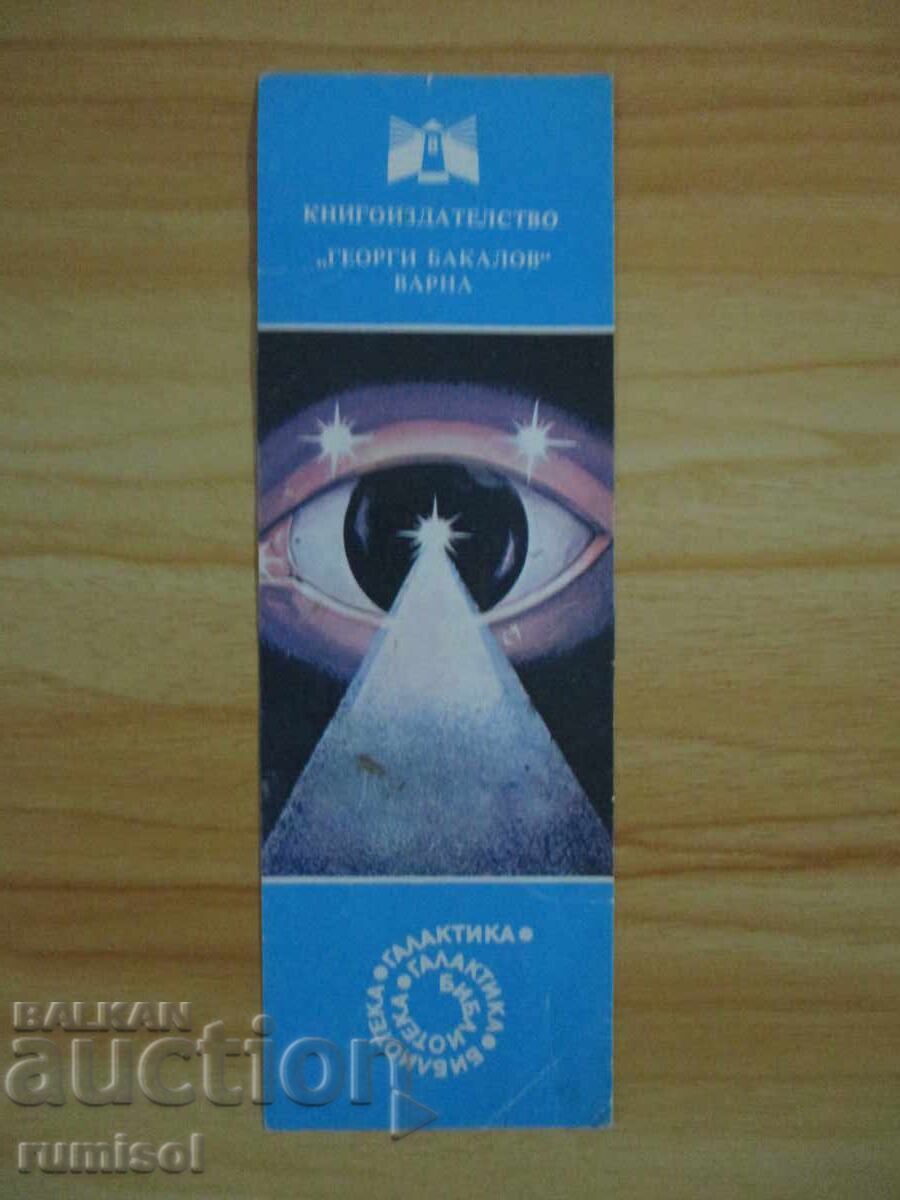 КНИГОИЗДАТЕЛСТВО
„ГЕОРГИ БАКАЛОВ"
ВАРНА
БИБЛИОТЕКА•ГАЛАКТИКА•БИБЛИОТЕКА•ГАЛАКТИКА•
BALKAN
auction
rumisol